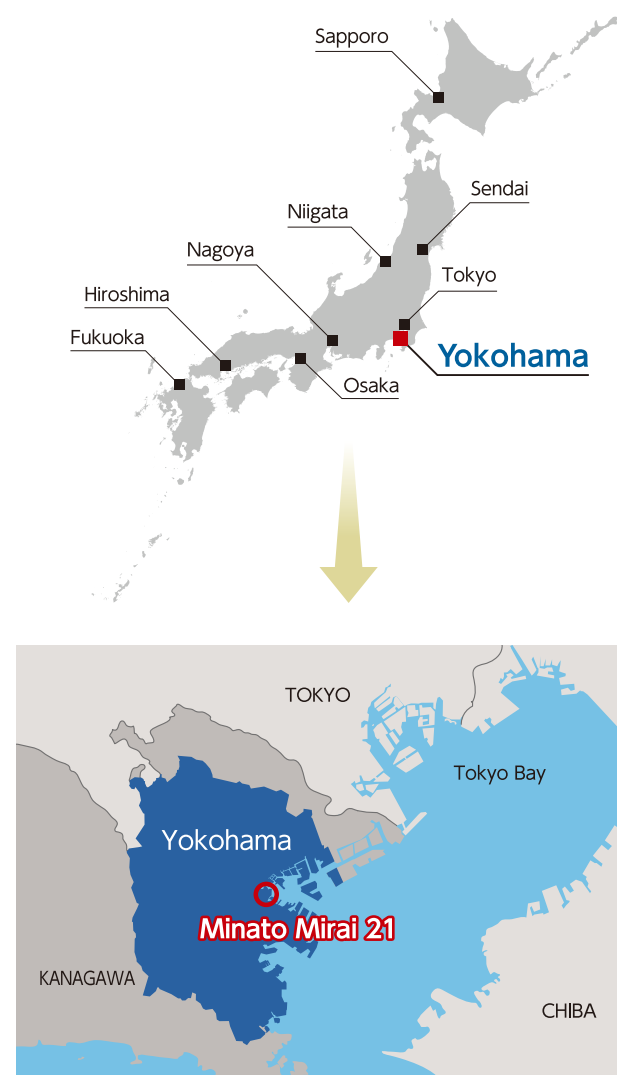 Sapporo
Sendai
Niigata
Nagoya
Tokyo
Hiroshima
Fukuoka
Yokohama
Osaka
TOKYO
Tokyo Bay
Yokohama
Minato Mirai 21
KANAGAWA
CHIBA